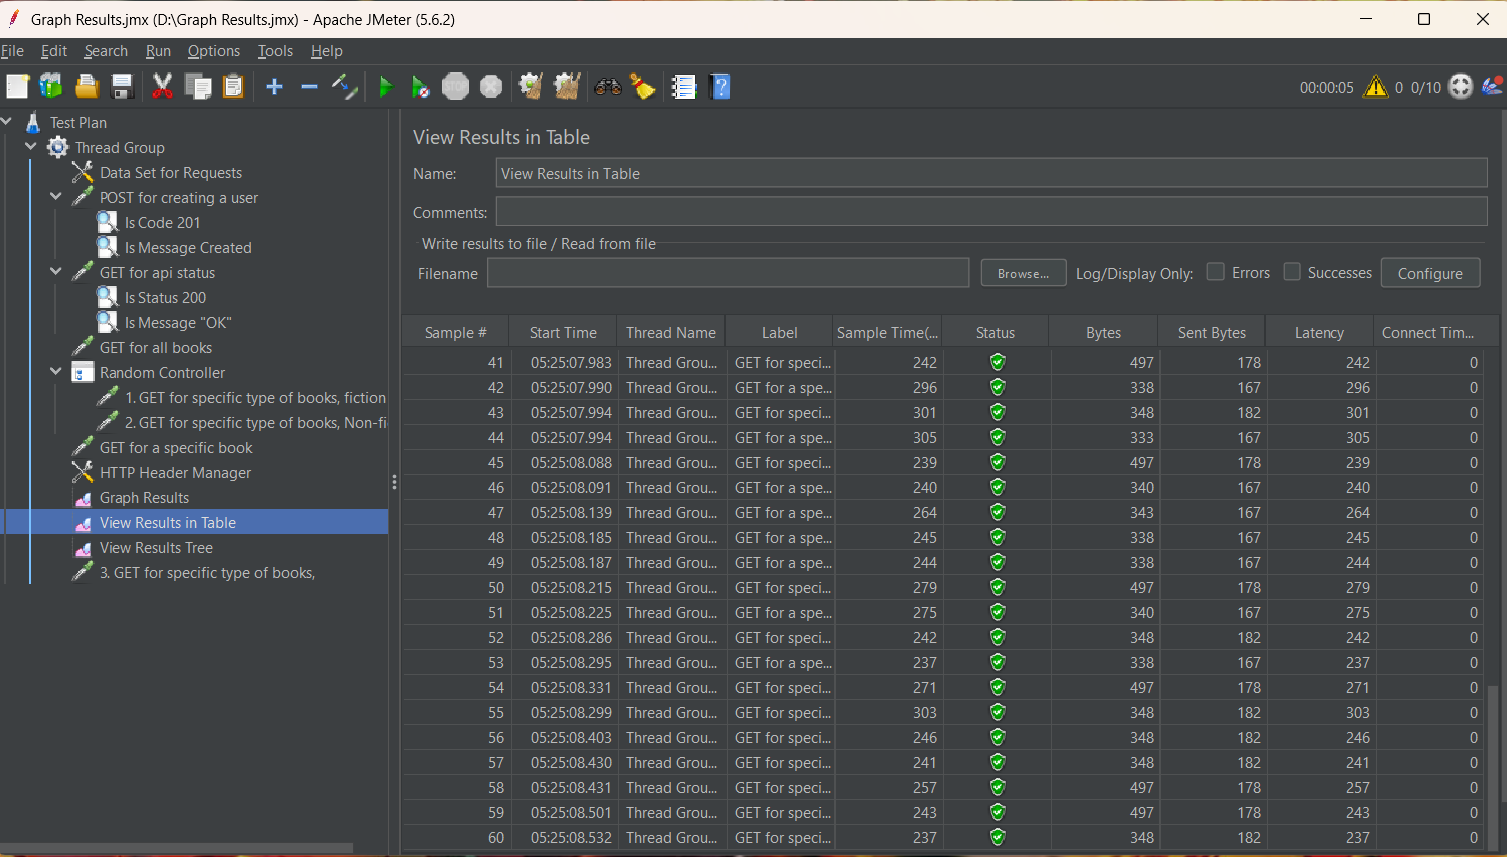 Graph Results.jmx (D:\Graph Results.jmx) - Apache JMeter (5.6.2)
File Edit Search Run Options Tools Help
STOP 00:00:05 0 0/10
Test Plan
Thread Group
Data Set for Requests
POST for creating a user
Is Code 201
Is Message Created
GET for api status
Is Status 200
Is Message "OK"
GET for all books
Random Controller
1. GET for specific type of books, fiction
2. GET for specific type of books, Non-fi
GET for a specific book
HTTP Header Manager
Graph Results
View Results in Table
View Results Tree
3. GET for specific type of books,
View Results in Table
Name: View Results in Table
Comments:
Write results to file / Read from file
Filename Browse... Log/Display Only: Errors Successes Configure
Sample # Start Time Thread Name Label Sample Time(... Status Bytes Sent Bytes Latency Connect Tim...
41 05:25:07.983 Thread Grou... GET for speci... 242 497 178 242 0
42 05:25:07.990 Thread Grou... GET for a spe... 296 338 167 296 0
43 05:25:07.994 Thread Grou... GET for speci... 301 348 182 301 0
44 05:25:07.994 Thread Grou... GET for a spe... 305 333 167 305 0
45 05:25:08.088 Thread Grou... GET for speci... 239 497 178 239 0
46 05:25:08.091 Thread Grou... GET for a spe... 240 340 167 240 0
47 05:25:08.139 Thread Grou... GET for a spe... 264 343 167 264 0
48 05:25:08.185 Thread Grou... GET for a spe... 245 338 167 245 0
49 05:25:08.187 Thread Grou... GET for a spe... 244 338 167 244 0
50 05:25:08.215 Thread Grou... GET for speci... 279 497 178 279 0
51 05:25:08.225 Thread Grou... GET for a spe... 275 340 167 275 0
52 05:25:08.286 Thread Grou... GET for speci... 242 348 182 242 0
53 05:25:08.295 Thread Grou... GET for a spe... 237 338 167 237 0
54 05:25:08.331 Thread Grou... GET for speci... 271 497 178 271 0
55 05:25:08.299 Thread Grou... GET for speci... 303 348 182 303 0
56 05:25:08.403 Thread Grou... GET for speci... 246 348 182 246 0
57 05:25:08.430 Thread Grou... GET for speci... 241 348 182 241 0
58 05:25:08.431 Thread Grou... GET for speci... 257 497 178 257 0
59 05:25:08.501 Thread Grou... GET for speci... 243 497 178 243 0
60 05:25:08.532 Thread Grou... GET for speci... 237 348 182 237 0